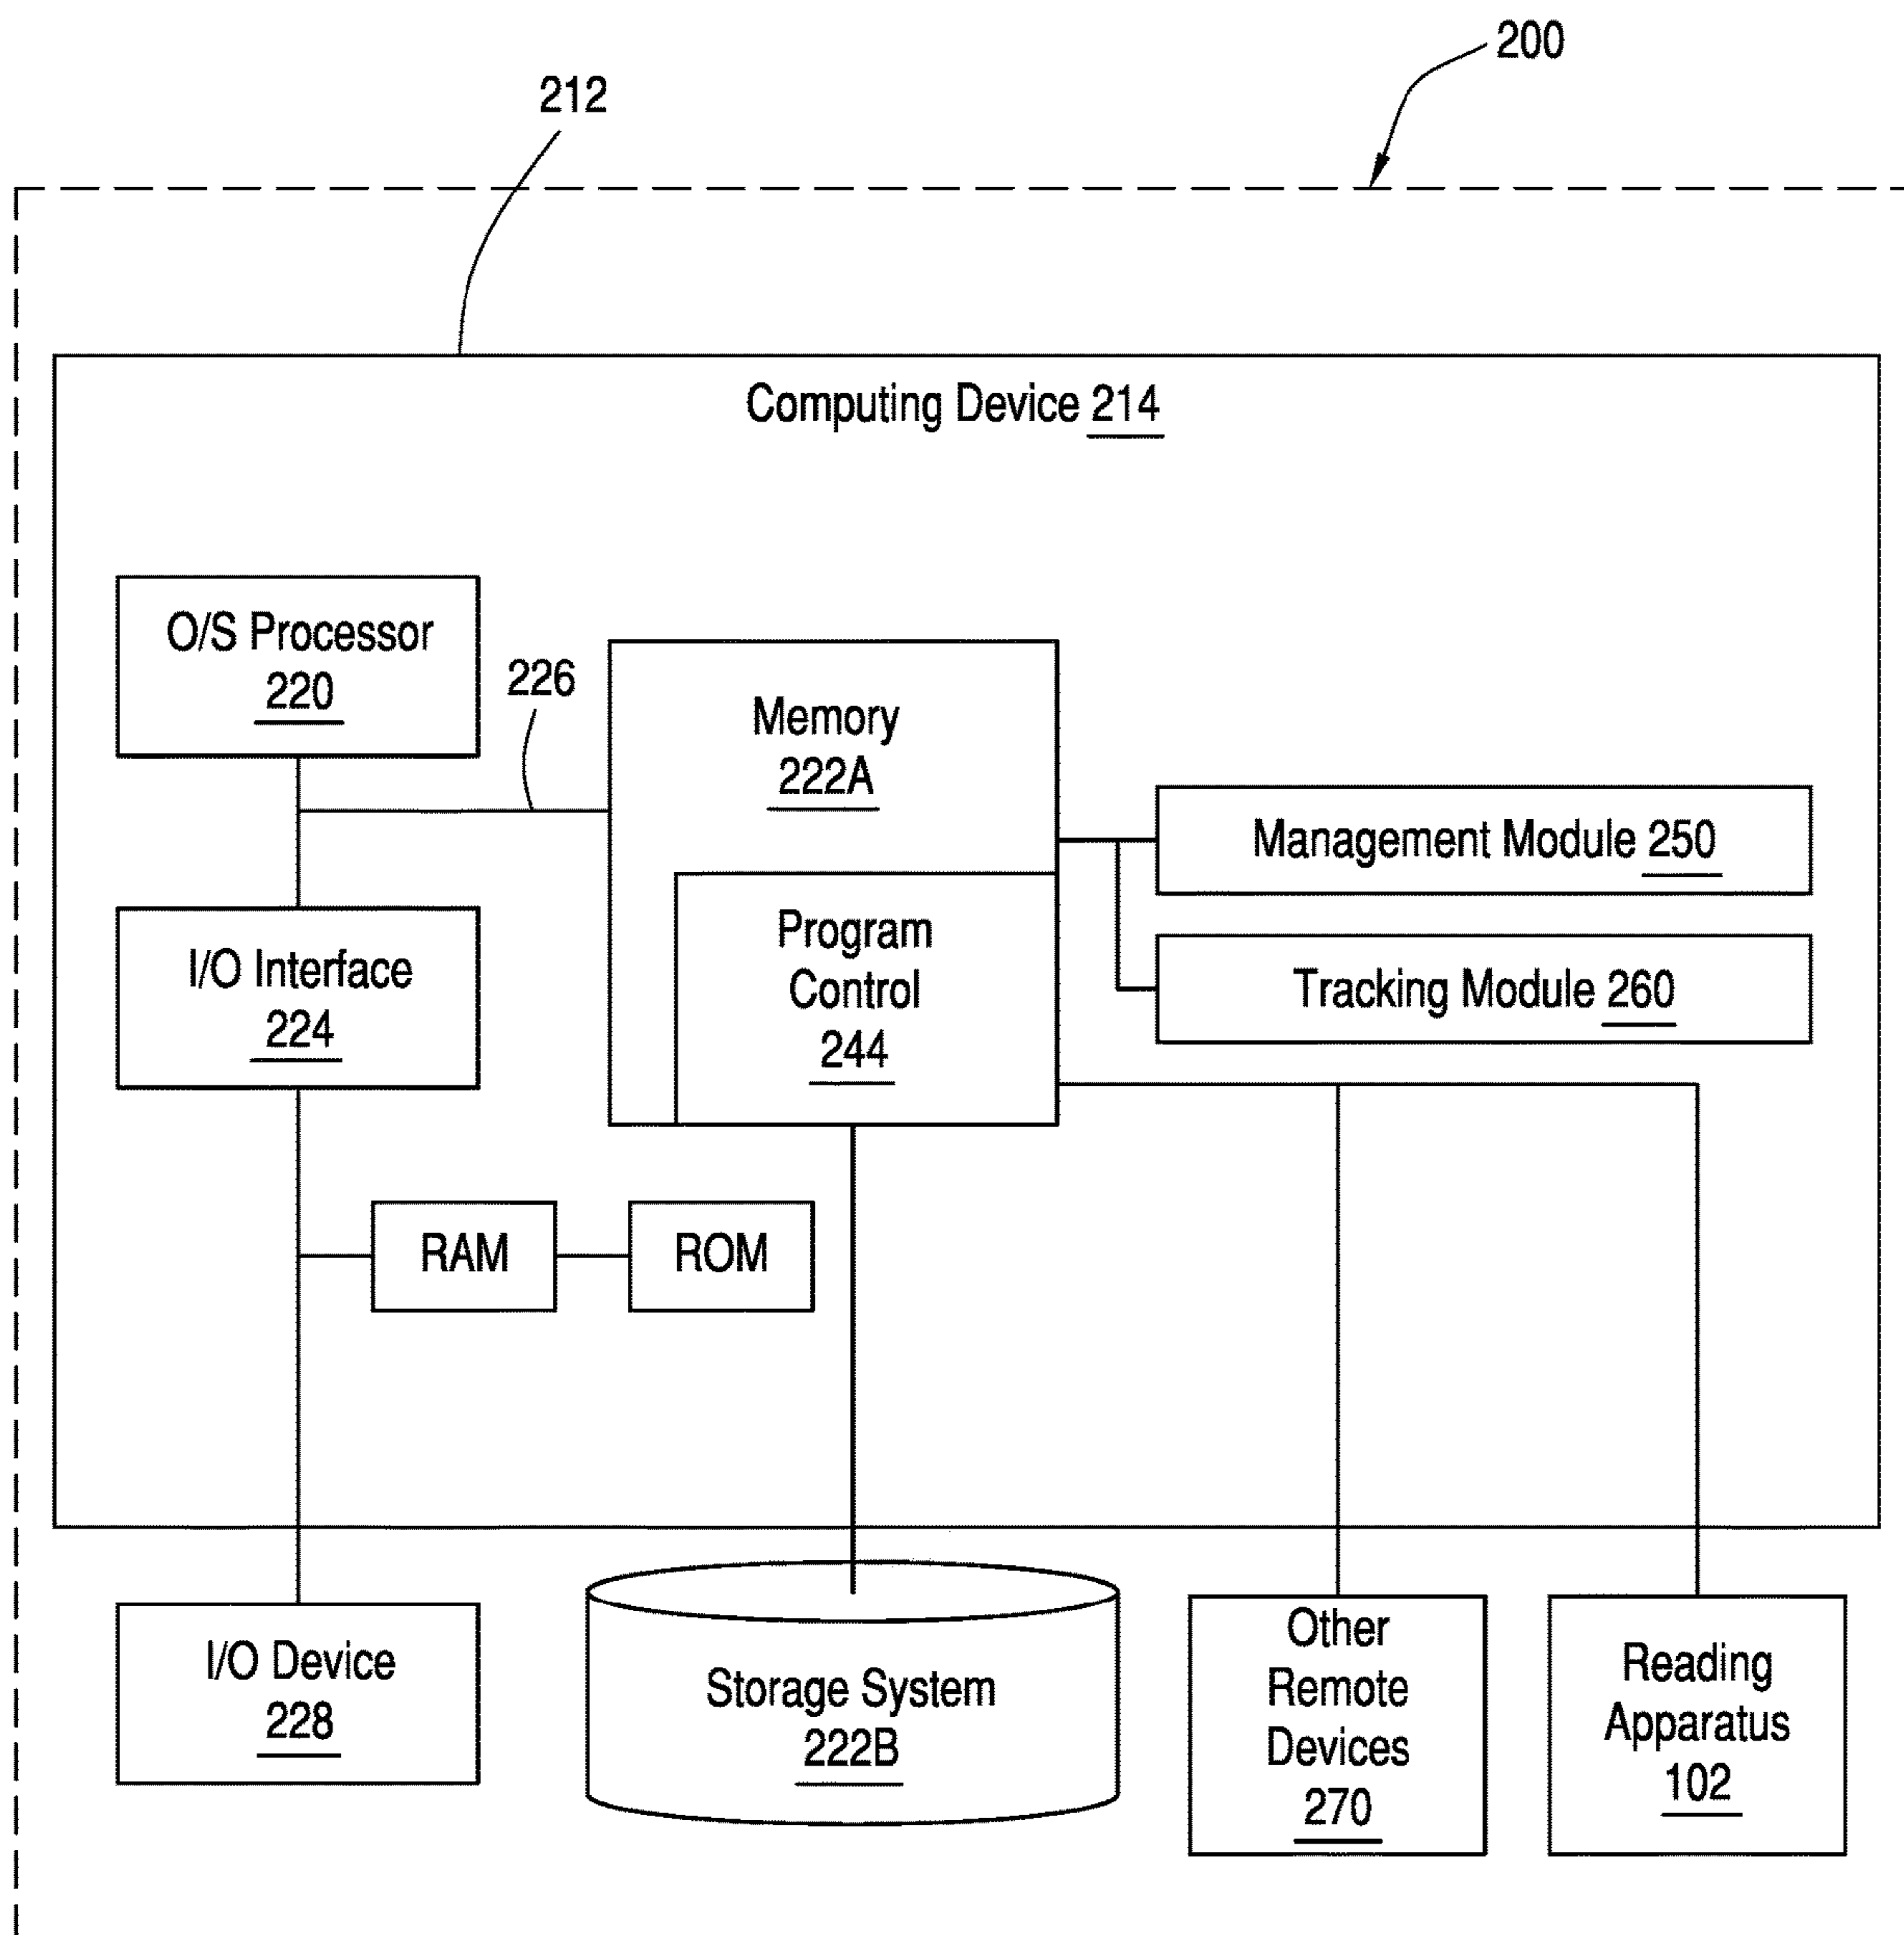 200
212
Computing Device 214
O/S Processor
220
226
Memory
222A
Management Module 250
Program
Control
244
I/O Interface
224
Tracking Module 260
RAM
ROM
I/O Device
228
Storage System
222B
Other
Remote
Devices
270
Reading
Apparatus
102